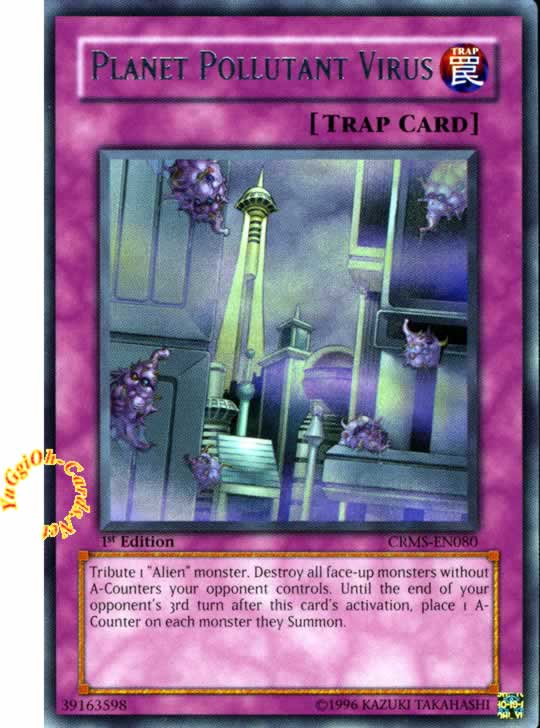 PLANET POLLUTANT VIRUS
TRAP
罠
[TRAP CARD]
YuGgiOh-Cards.Net
1st Edition
CRMS-EN080
Tribute 1 "Alien" monster. Destroy all face-up monsters without
A-Counters your opponent controls. Until the end of your
opponent's 3rd turn after this card's activation, place 1 A-
Counter on each monster they Summon.
39163598
©1996 KAZUKI TAKAHASHI